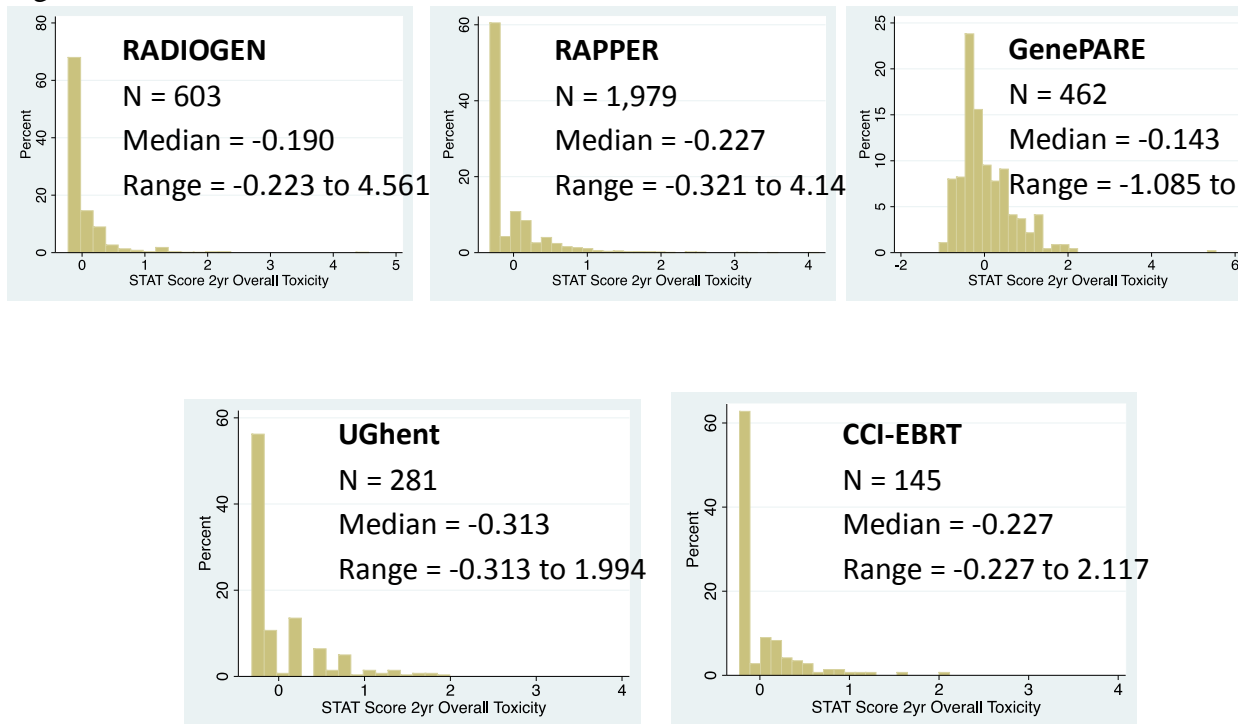 RADIOGEN
N = 603
Median = -0.190
Range = -0.223 to 4.561
Percent
0
20
40
60
80
0 1 2 3 4 5
STAT Score 2yr Overall Toxicity
RAPPER
N = 1,979
Median = -0.227
Range = -0.321 to 4.14
Percent
0
20
40
60
0 1 2 3 4
STAT Score 2yr Overall Toxicity
GenePARE
N = 462
Median = -0.143
Range = -1.085 to
Percent
0
5
10
15
20
25
-2 0 2 4 6
STAT Score 2yr Overall Toxicity
UGhent
N = 281
Median = -0.313
Range = -0.313 to 1.994
Percent
0
20
40
60
0 1 2 3 4
STAT Score 2yr Overall Toxicity
CCI-EBRT
N = 145
Median = -0.227
Range = -0.227 to 2.117
Percent
0
20
40
60
0 1 2 3 4
STAT Score 2yr Overall Toxicity